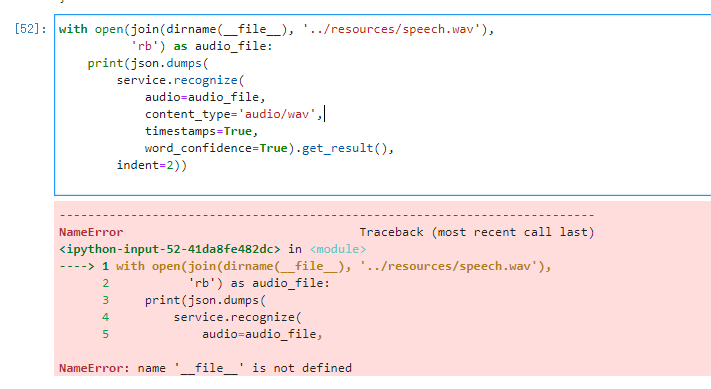 [52]: with open(join(dirname(__file__), '../resources/speech.wav'),
'rb') as audio_file:
print(json.dumps(
service.recognize(
audio=audio_file,
content_type='audio/wav',
timestamps=True,
word_confidence=True).get_result(),
indent=2))
---------------------------------------------------------------------------
NameError Traceback (most recent call last)
<ipython-input-52-41da8fe482dc> in <module>
----> 1 with open(join(dirname(__file__), '../resources/speech.wav'),
2 'rb') as audio_file:
3 print(json.dumps(
4 service.recognize(
5 audio=audio_file,
NameError: name '__file__' is not defined